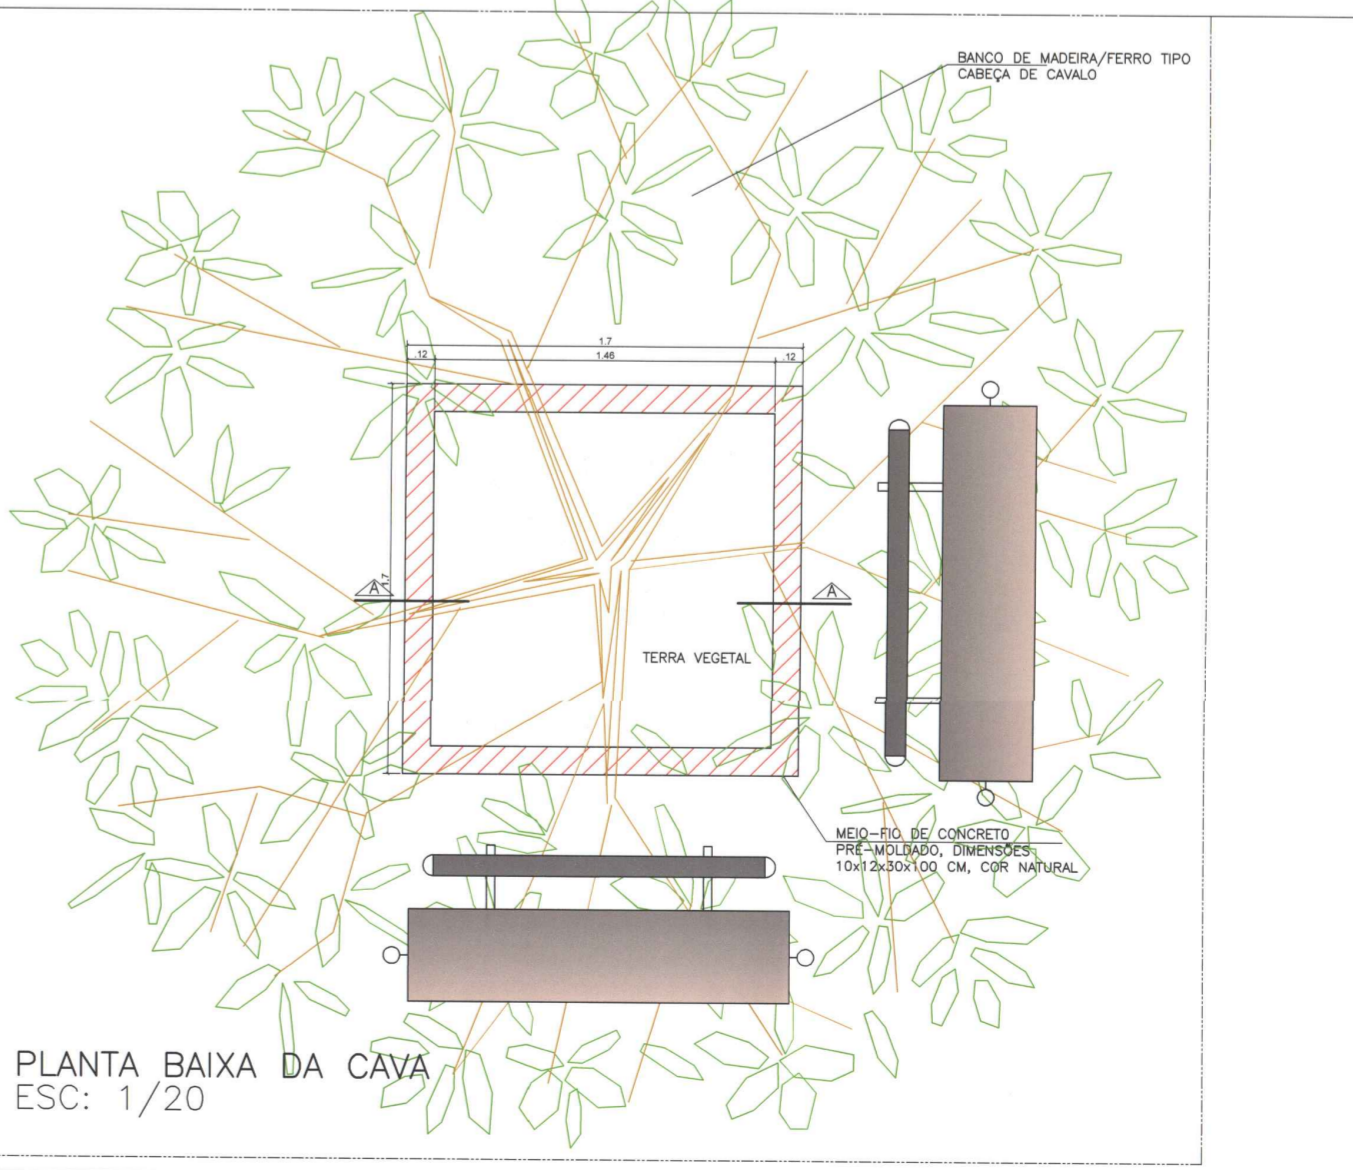 BANCO DE MADEIRA/FERRO TIPO
CABEÇA DE CAVALO
1.7
.12 1.46 .12
1.7
A A
TERRA VEGETAL
MEIO-FIO DE CONCRETO
PRÉ-MOLDADO, DIMENSÕES
10x12x30x100 CM, COR NATURAL
PLANTA BAIXA DA CAVA
ESC: 1/20